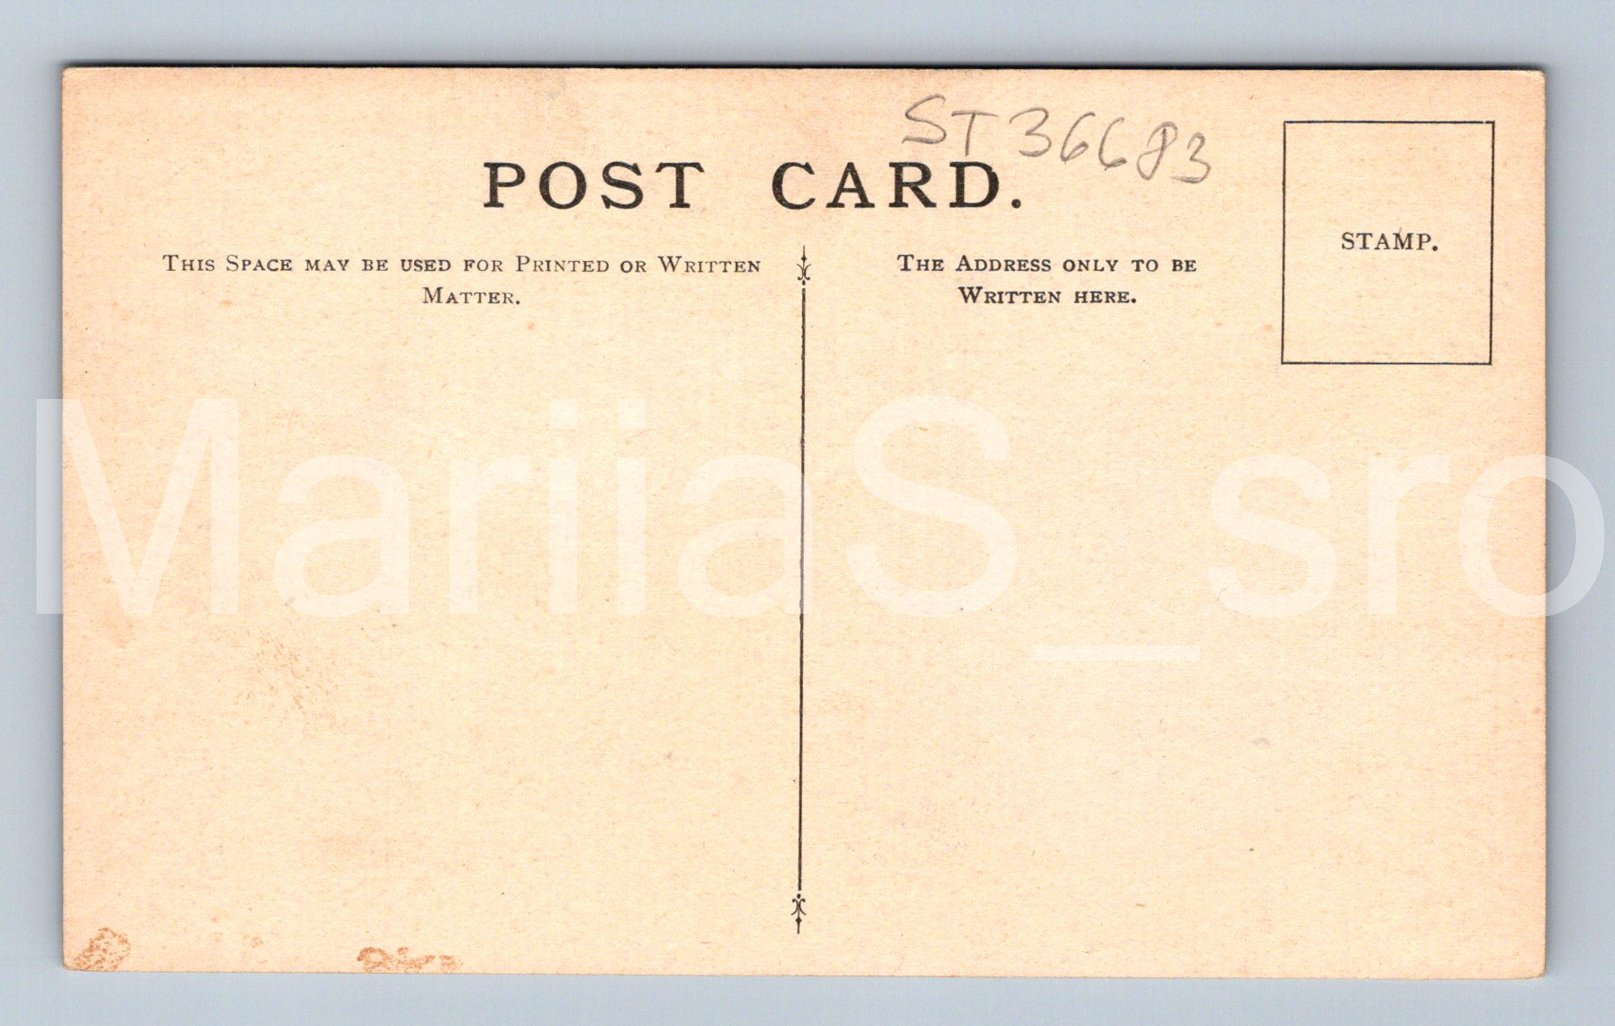 ST36683
POST CARD.
THIS SPACE MAY BE USED FOR PRINTED OR WRITTEN
MATTER.
THE ADDRESS ONLY TO BE
WRITTEN HERE.
STAMP.
MariiaS_sro